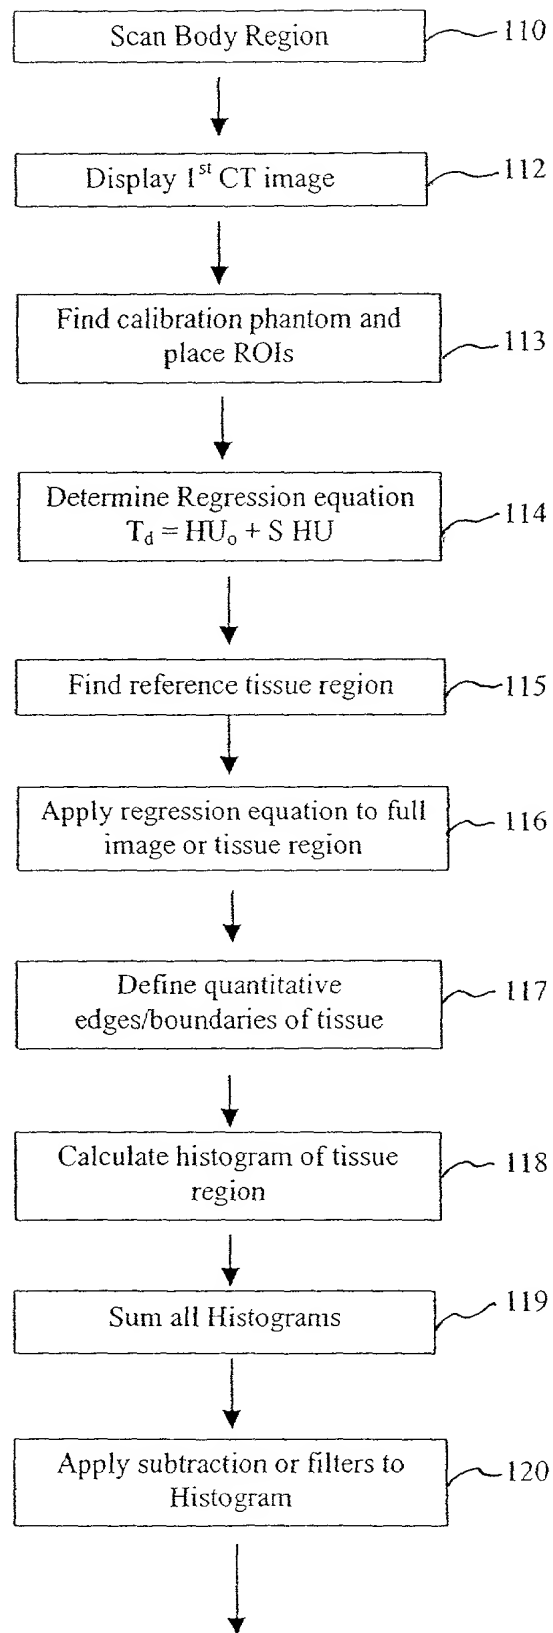 Scan Body Region
110
Display 1st CT image
112
Find calibration phantom and
place ROIs
113
Determine Regression equation
Td = HUo + S HU
114
Find reference tissue region
115
Apply regression equation to full
image or tissue region
116
Define quantitative
edges/boundaries of tissue
117
Calculate histogram of tissue
region
118
Sum all Histograms
119
Apply subtraction or filters to
Histogram
120